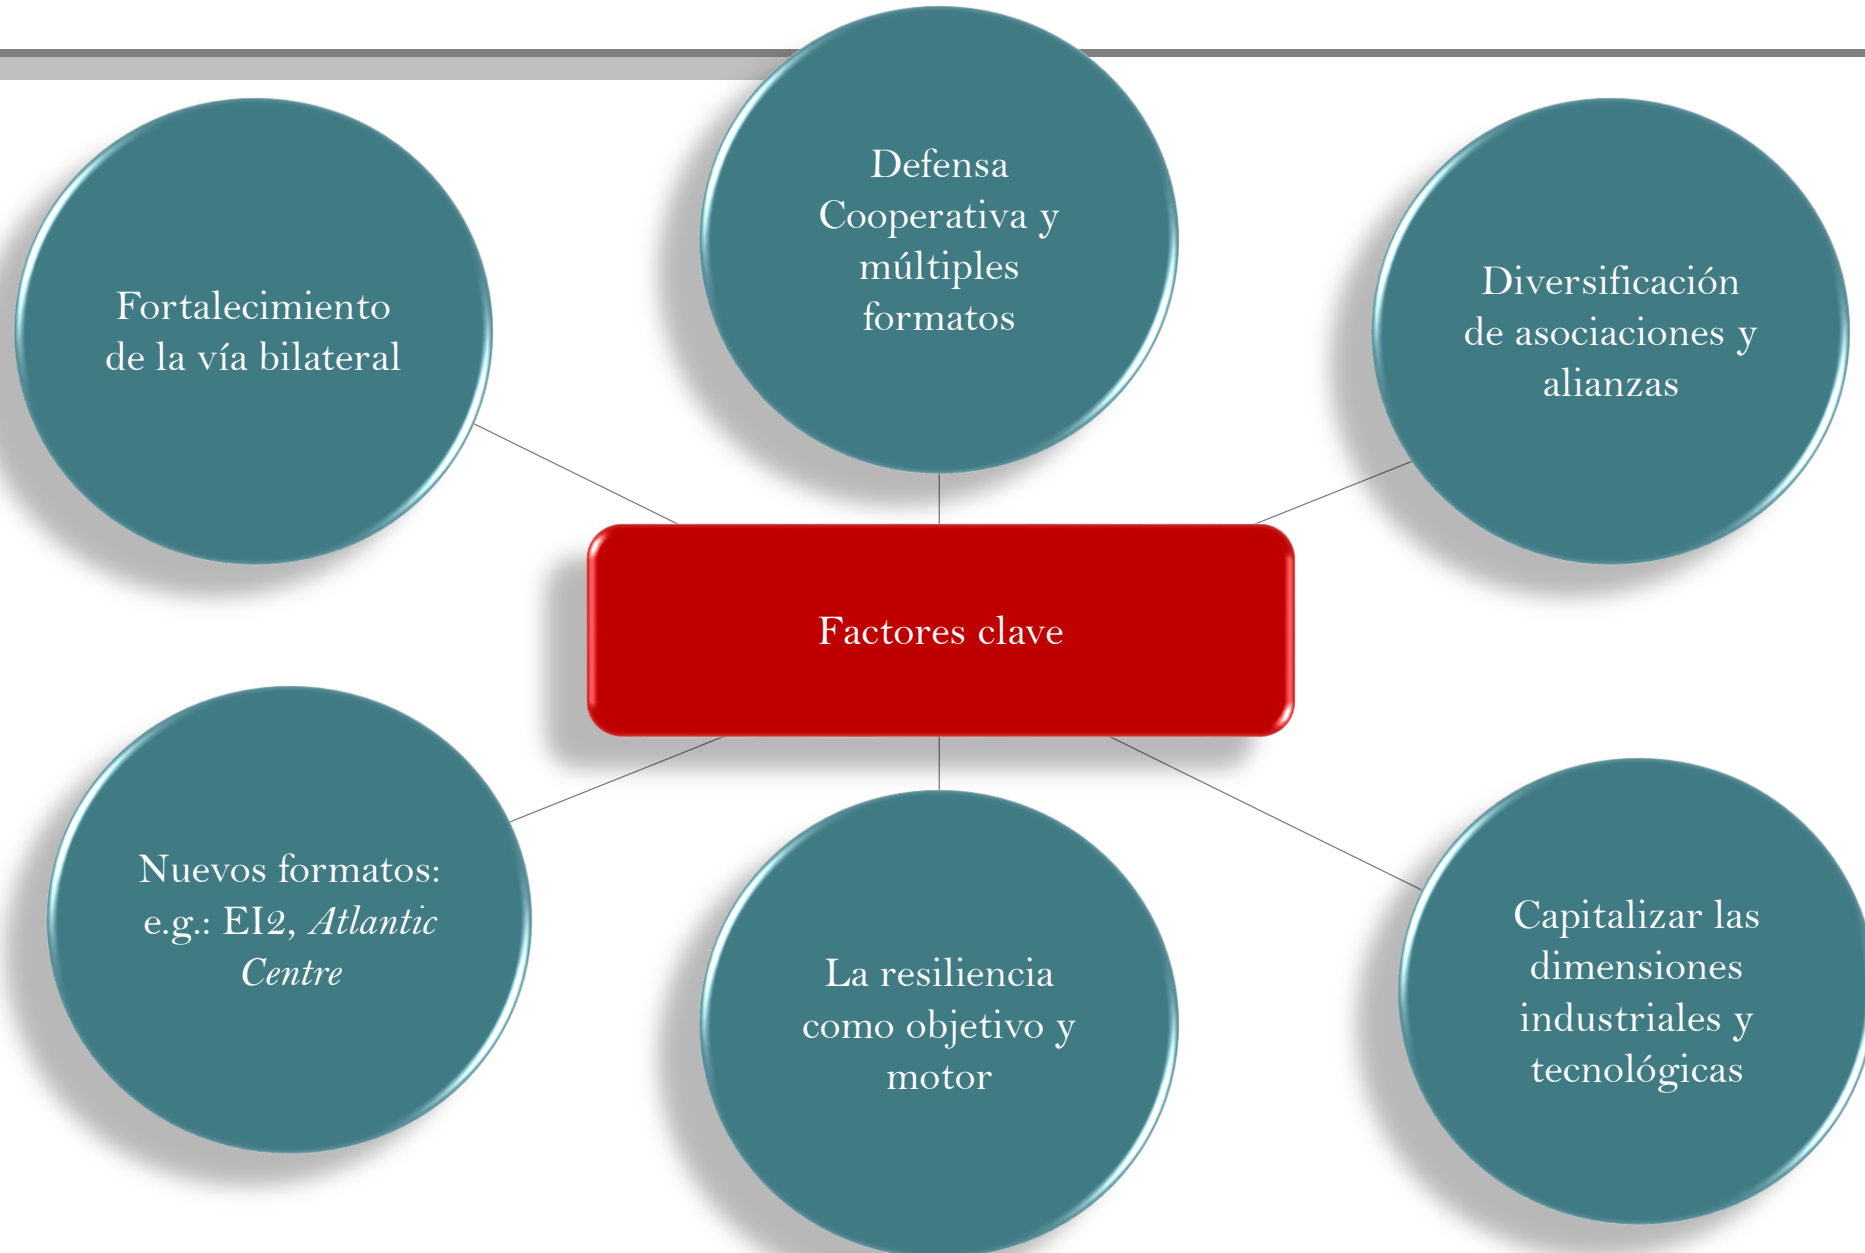 Fortalecimiento
de la vía bilateral
Defensa
Cooperativa y
múltiples
formatos
Diversificación
de asociaciones y
alianzas
Factores clave
Nuevos formatos:
e.g.: EI2, Atlantic
Centre
La resiliencia
como objetivo y
motor
Capitalizar las
dimensiones
industriales y
tecnológicas